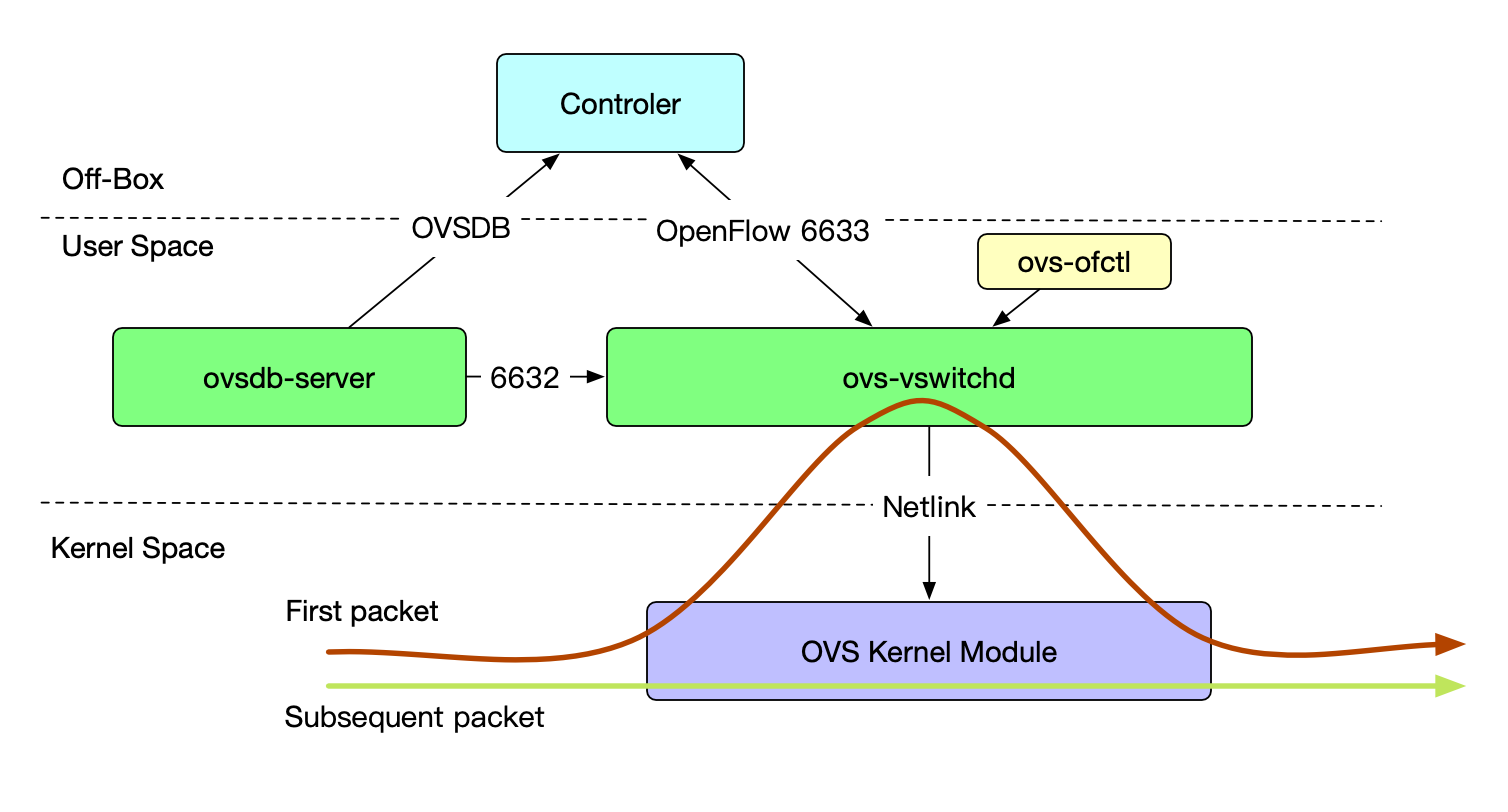 Controler
Off-Box
OVSDB
OpenFlow 6633
User Space
ovs-ofctl
ovsdb-server
6632
ovs-vswitchd
Netlink
Kernel Space
First packet
OVS Kernel Module
Subsequent packet